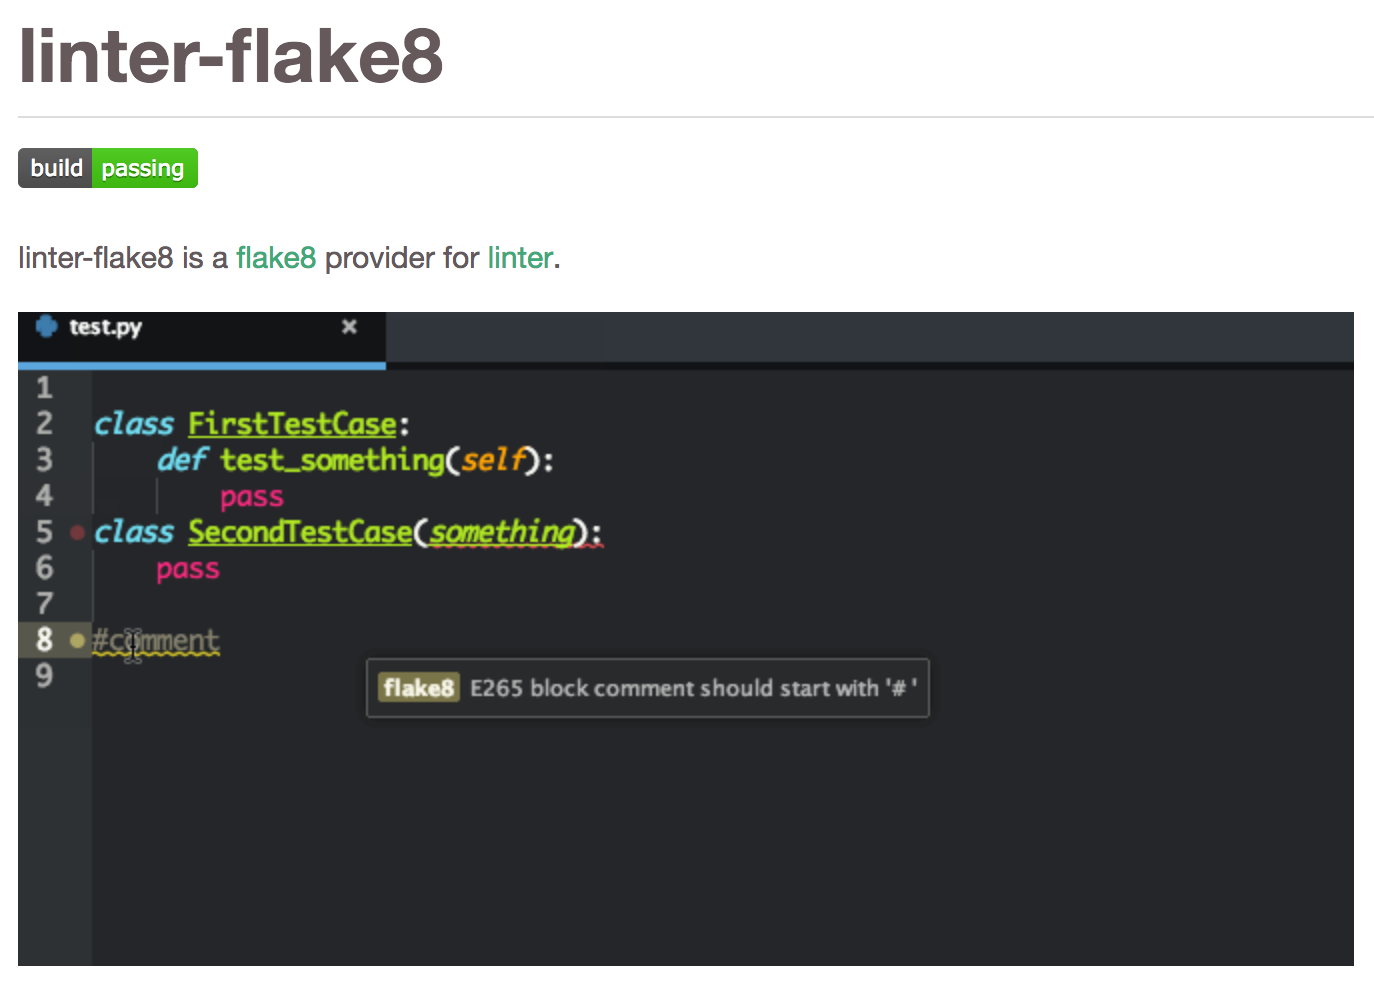 linter-flake8
build passing
linter-flake8 is a flake8 provider for linter.
test.py ×
1
2 class FirstTestCase:
3 def test_something(self):
4 pass
5 class SecondTestCase(something):
6 pass
7
8 #comment
9
flake8 E265 block comment should start with '# '